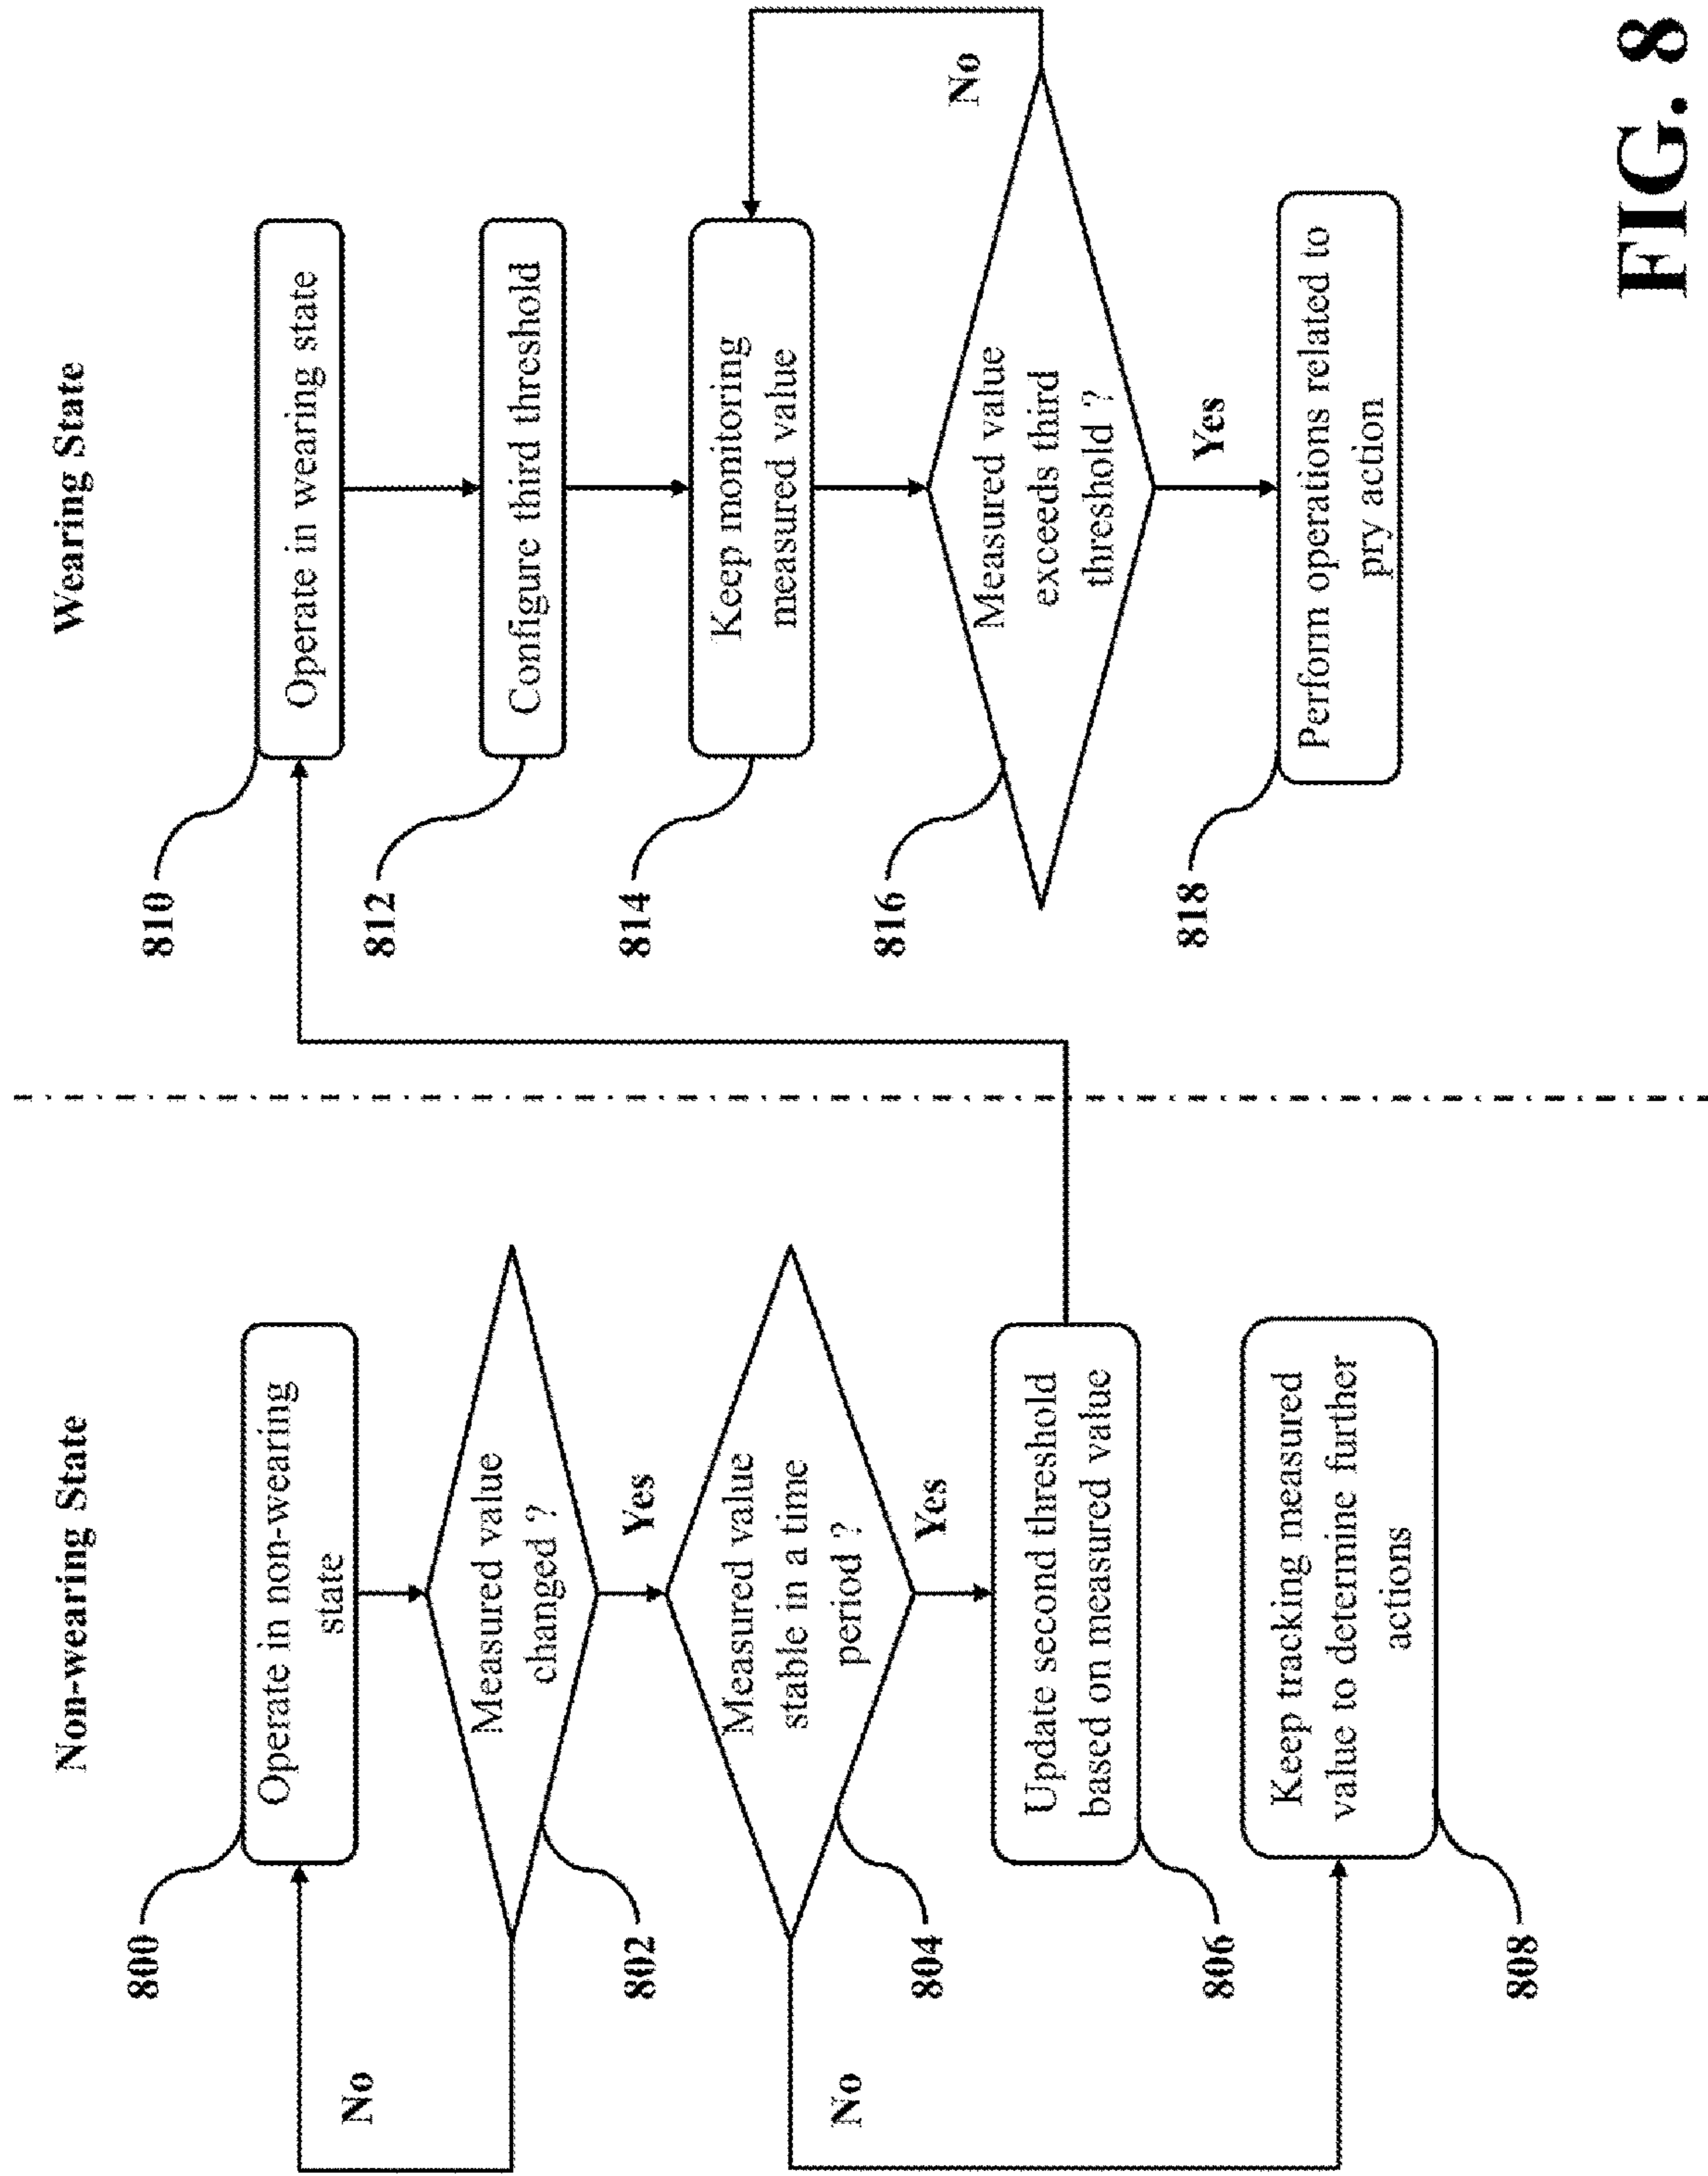 Non-wearing State
800
Operate in non-wearing
state
No
Measured value
changed ?
802
Yes
Measured value
stable in a time
period ?
804
No
Yes
Update second threshold
based on measured value
806
Keep tracking measured
value to determine further
actions
808
Wearing State
810
Operate in wearing state
812
Configure third threshold
814
Keep monitoring
measured value
816
Measured value
exceeds third
threshold ?
No
Yes
818
Perform operations related to
pry action
FIG. 8